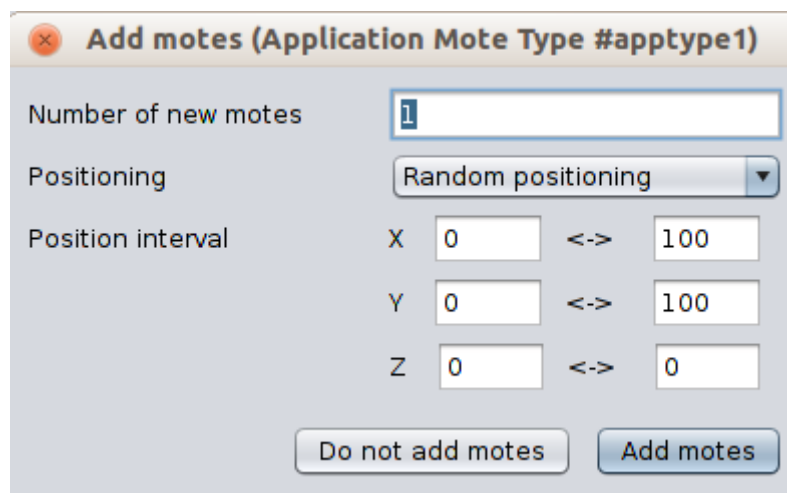 Add motes (Application Mote Type #apptype1)
Number of new motes 1
Positioning Random positioning
Position interval X 0 <-> 100
Y 0 <-> 100
Z 0 <-> 0
Do not add motes Add motes